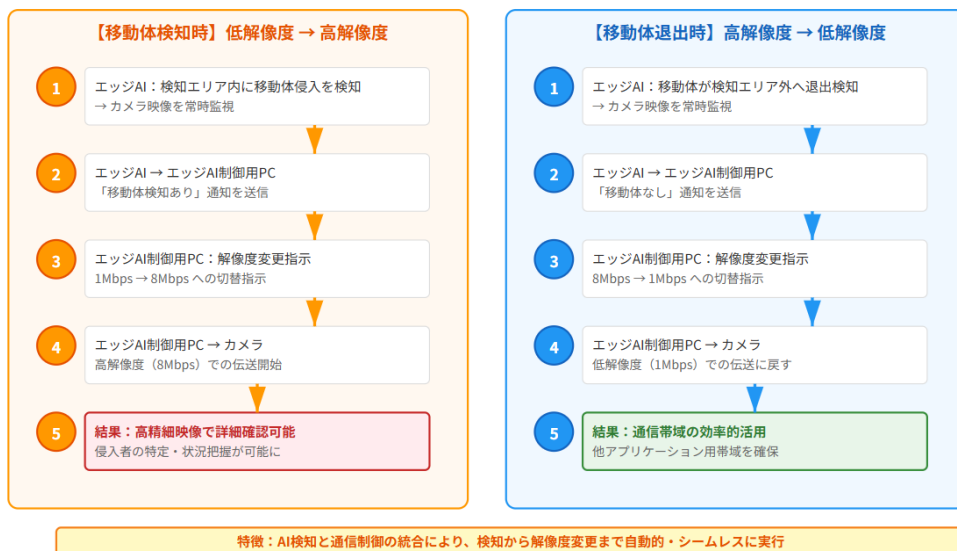 【移動体検知時】低解像度 → 高解像度
1
エッジAI：検知エリア内に移動体侵入を検知
→ カメラ映像を常時監視
2
エッジAI → エッジAI制御用PC
「移動体検知あり」通知を送信
3
エッジAI制御用PC：解像度変更指示
1Mbps → 8Mbps への切替指示
4
エッジAI制御用PC → カメラ
高解像度（8Mbps）での伝送開始
5
結果：高精細映像で詳細確認可能
侵入者の特定・状況把握が可能に
【移動体退出時】高解像度 → 低解像度
1
エッジAI：移動体が検知エリア外へ退出検知
→ カメラ映像を常時監視
2
エッジAI → エッジAI制御用PC
「移動体なし」通知を送信
3
エッジAI制御用PC：解像度変更指示
8Mbps → 1Mbps への切替指示
4
エッジAI制御用PC → カメラ
低解像度（1Mbps）での伝送に戻す
5
結果：通信帯域の効率的活用
他アプリケーション用帯域を確保
特徴：AI検知と通信制御の統合により、検知から解像度変更まで自動的・シームレスに実行